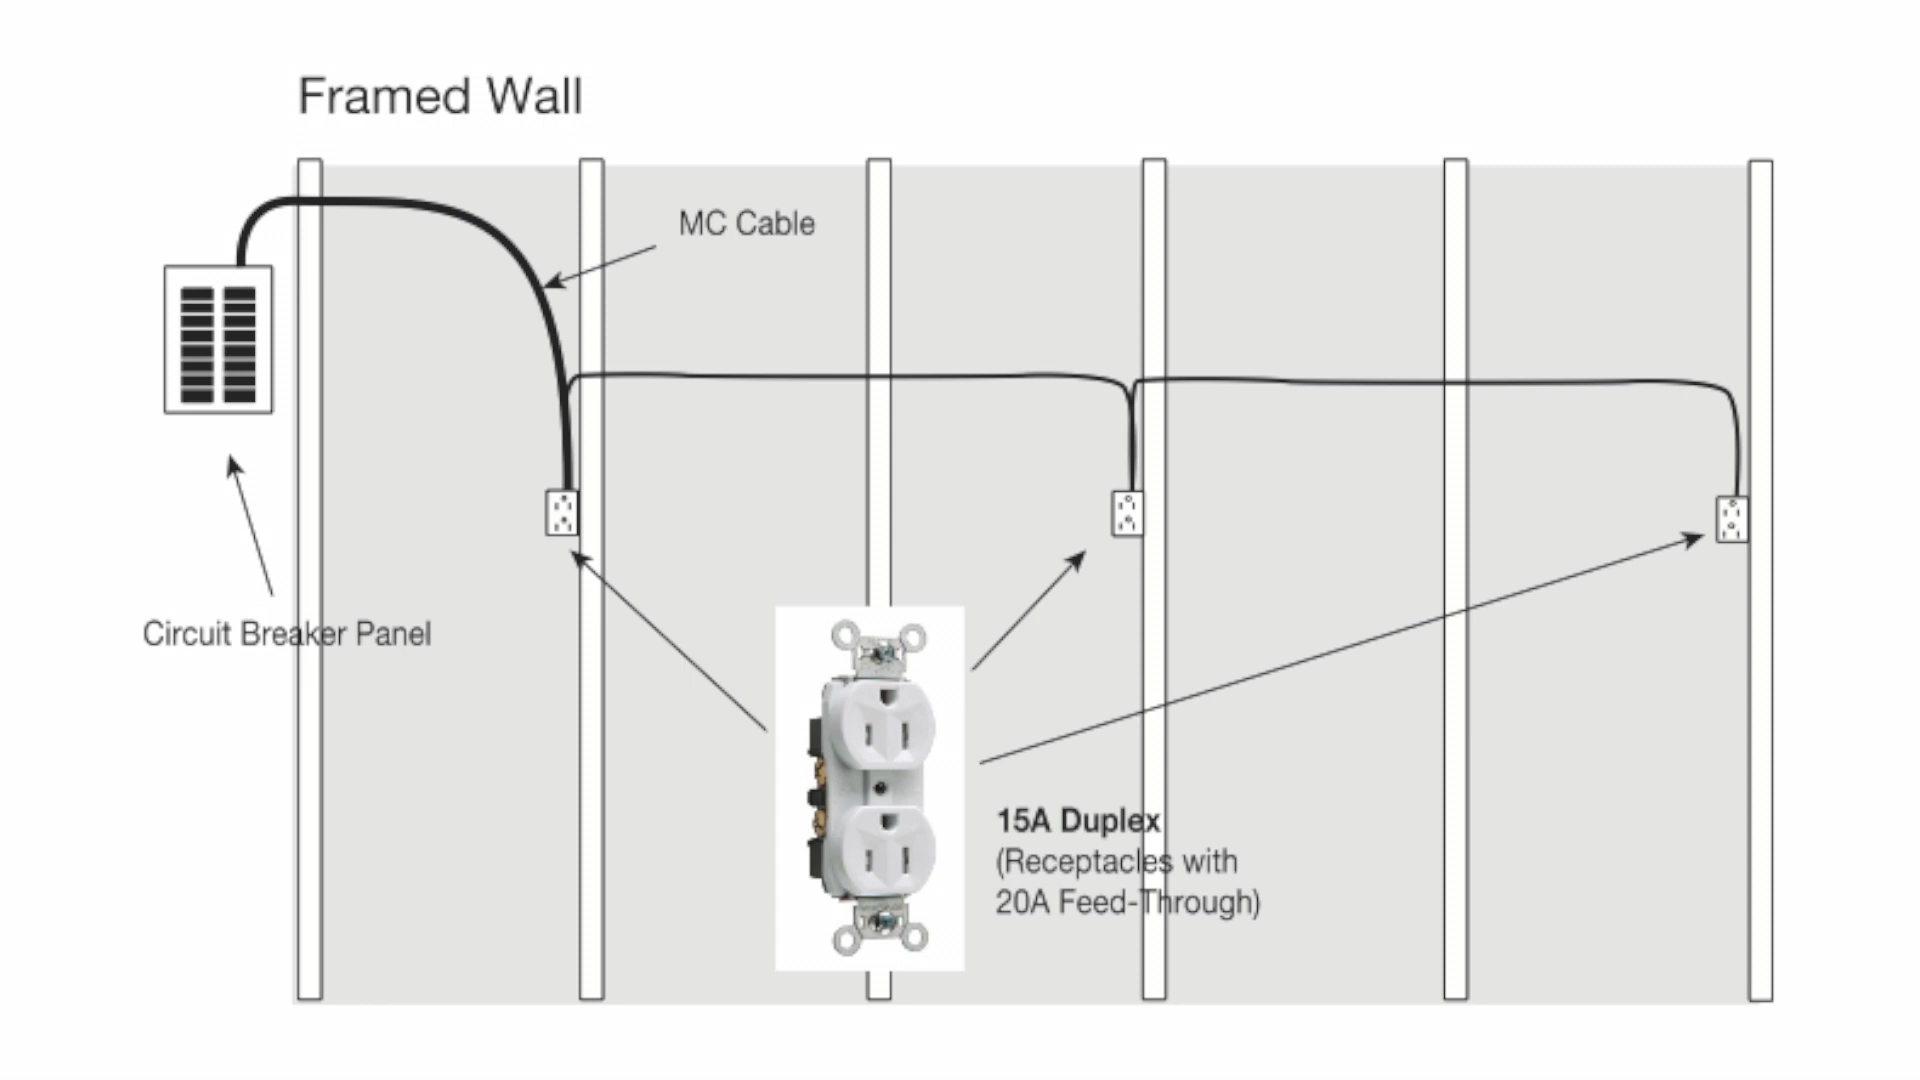 Framed Wall
MC Cable
Circuit Breaker Panel
15A Duplex
(Receptacles with
20A Feed-Through)